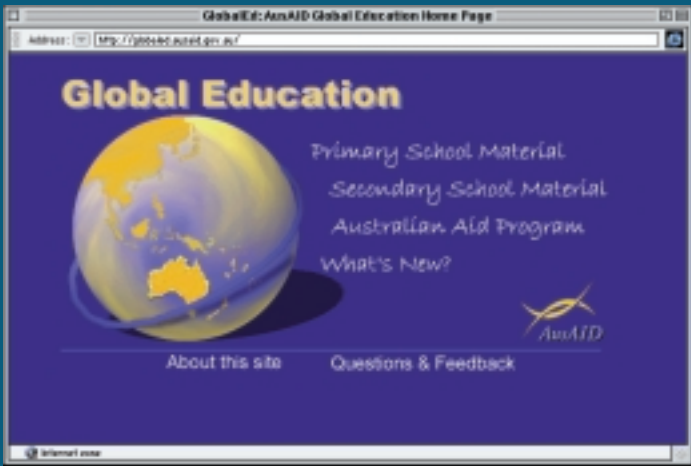 GlobalEd: AusAID Global Education Home Page
Address: http://globaled.ausaid.gov.au/
Global Education
Primary School Material
Secondary School Material
Australian Aid Program
What's New?
AusAID
About this site Questions & Feedback
Internet zone